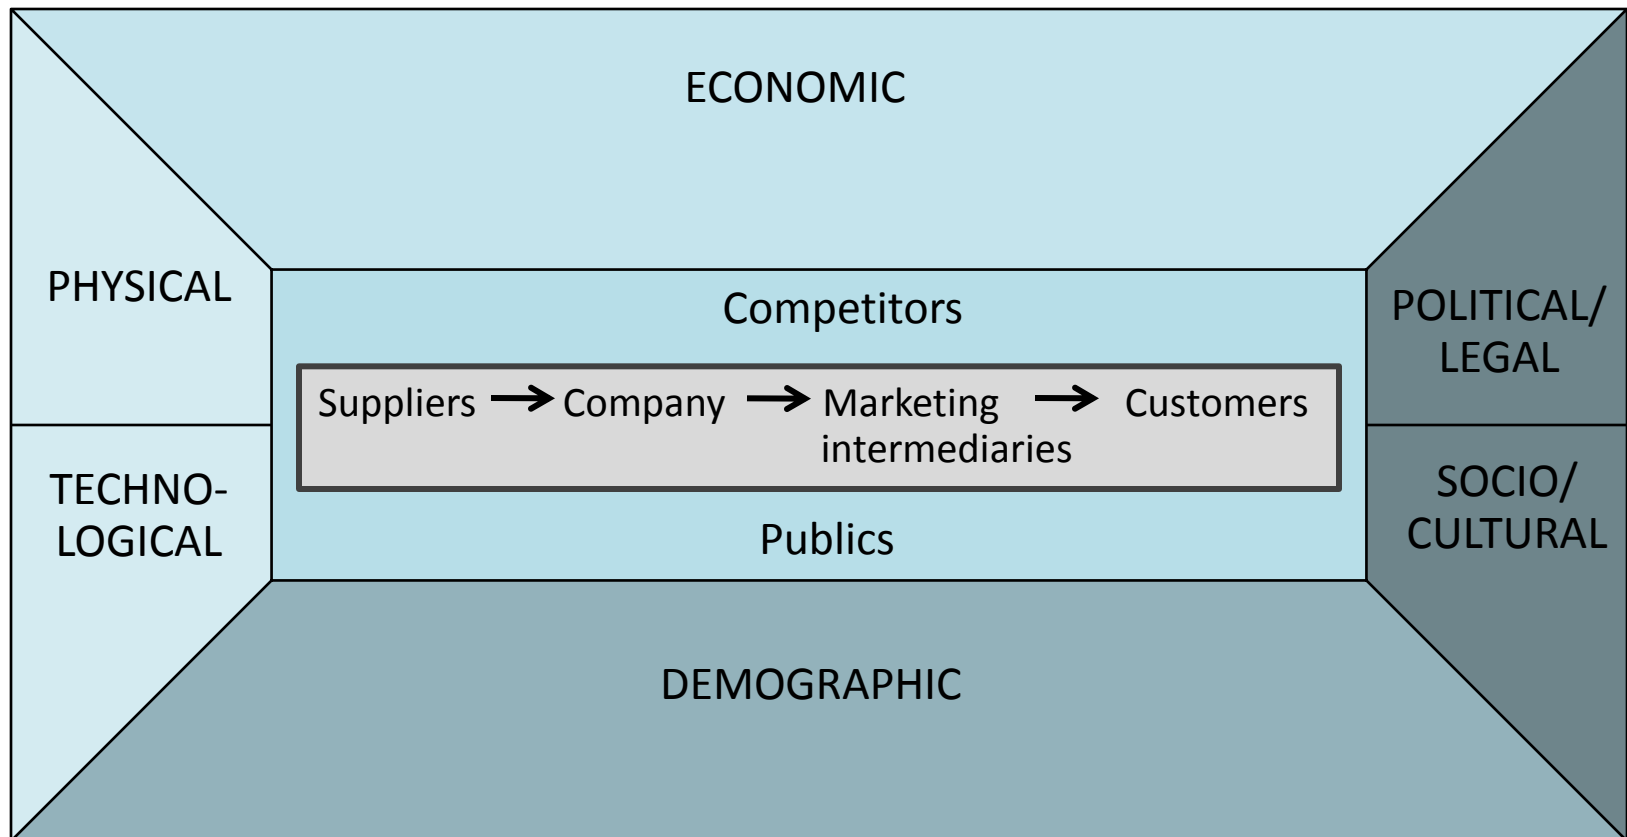 ECONOMIC
PHYSICAL
Competitors
POLITICAL/
LEGAL
Suppliers Company Marketing Customers
intermediaries
TECHNO-
LOGICAL
SOCIO/
CULTURAL
Publics
DEMOGRAPHIC